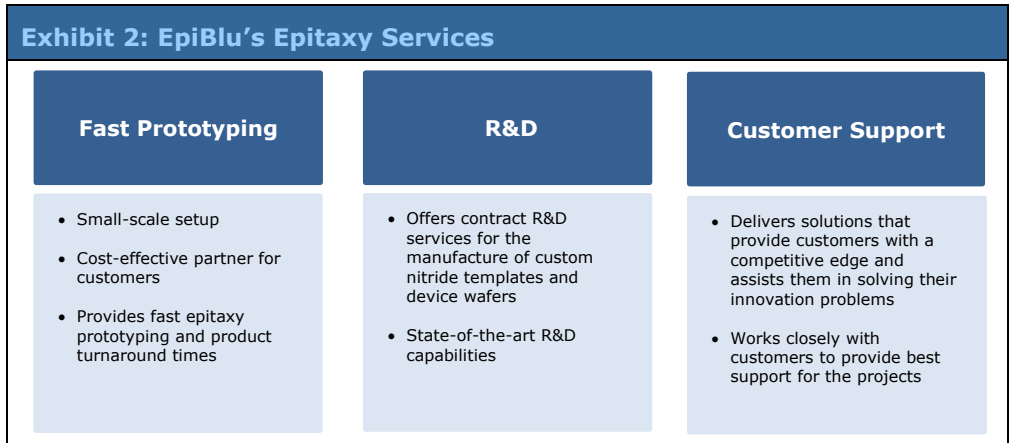 Exhibit 2: EpiBlu's Epitaxy Services
Fast Prototyping
• Small-scale setup
• Cost-effective partner for
customers
• Provides fast epitaxy
prototyping and product
turnaround times
R&D
• Offers contract R&D
services for the
manufacture of custom
nitride templates and
device wafers
• State-of-the-art R&D
capabilities
Customer Support
• Delivers solutions that
provide customers with a
competitive edge and
assists them in solving their
innovation problems
• Works closely with
customers to provide best
support for the projects